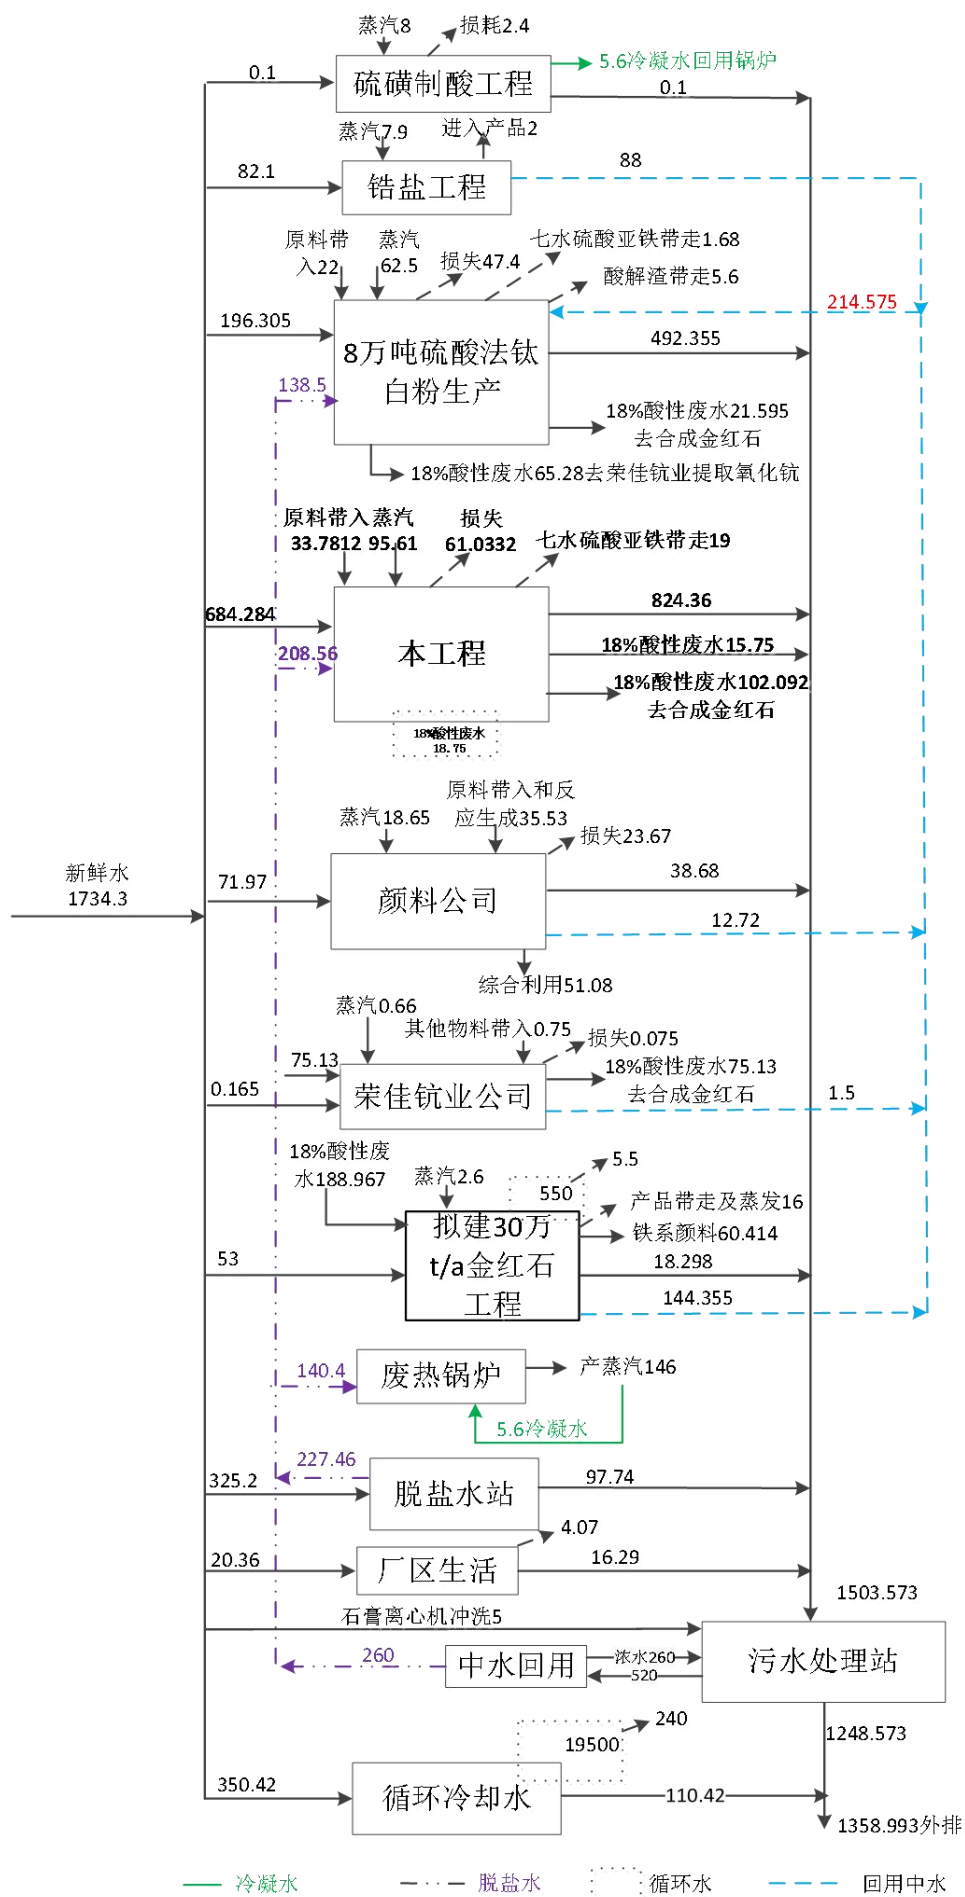 蒸汽8
损耗2.4
5.6冷凝水回用锅炉
0.1
硫磺制酸工程
0.1
蒸汽7.9
进入产品2
82.1
锆盐工程
88
原料带
入22
蒸汽
62.5
损失47.4
七水硫酸亚铁带走1.68
酸解渣带走5.6
214.575
196.305
8万吨硫酸法钛
白粉生产
492.355
138.5
18%酸性废水21.595
去合成金红石
18%酸性废水65.28去荣佳钪业提取氧化钪
原料带入
33.7812
蒸汽
95.61
损失
61.0332
七水硫酸亚铁带走19
684.284
824.36
208.56
本工程
18%酸性废水15.75
18%酸性废水102.092
去合成金红石
18%酸性废水
18.75
蒸汽18.65
原料带入和反
应生成35.53
损失23.67
新鲜水
1734.3
71.97
颜料公司
38.68
12.72
综合利用51.08
蒸汽0.66
其他物料带入0.75
损失0.075
75.13
0.165
荣佳钪业公司
18%酸性废水75.13
去合成金红石
1.5
18%酸性废
水188.967
蒸汽2.6
550
5.5
产品带走及蒸发16
铁系颜料60.414
53
拟建30万
t/a金红石
工程
18.298
144.355
140.4
废热锅炉
产蒸汽146
5.6冷凝水
227.46
325.2
脱盐水站
97.74
4.07
20.36
厂区生活
16.29
1503.573
石膏离心机冲洗5
260
中水回用
浓水260
520
污水处理站
240
19500
1248.573
350.42
循环冷却水
110.42
1358.993外排
冷凝水
脱盐水
循环水
回用中水